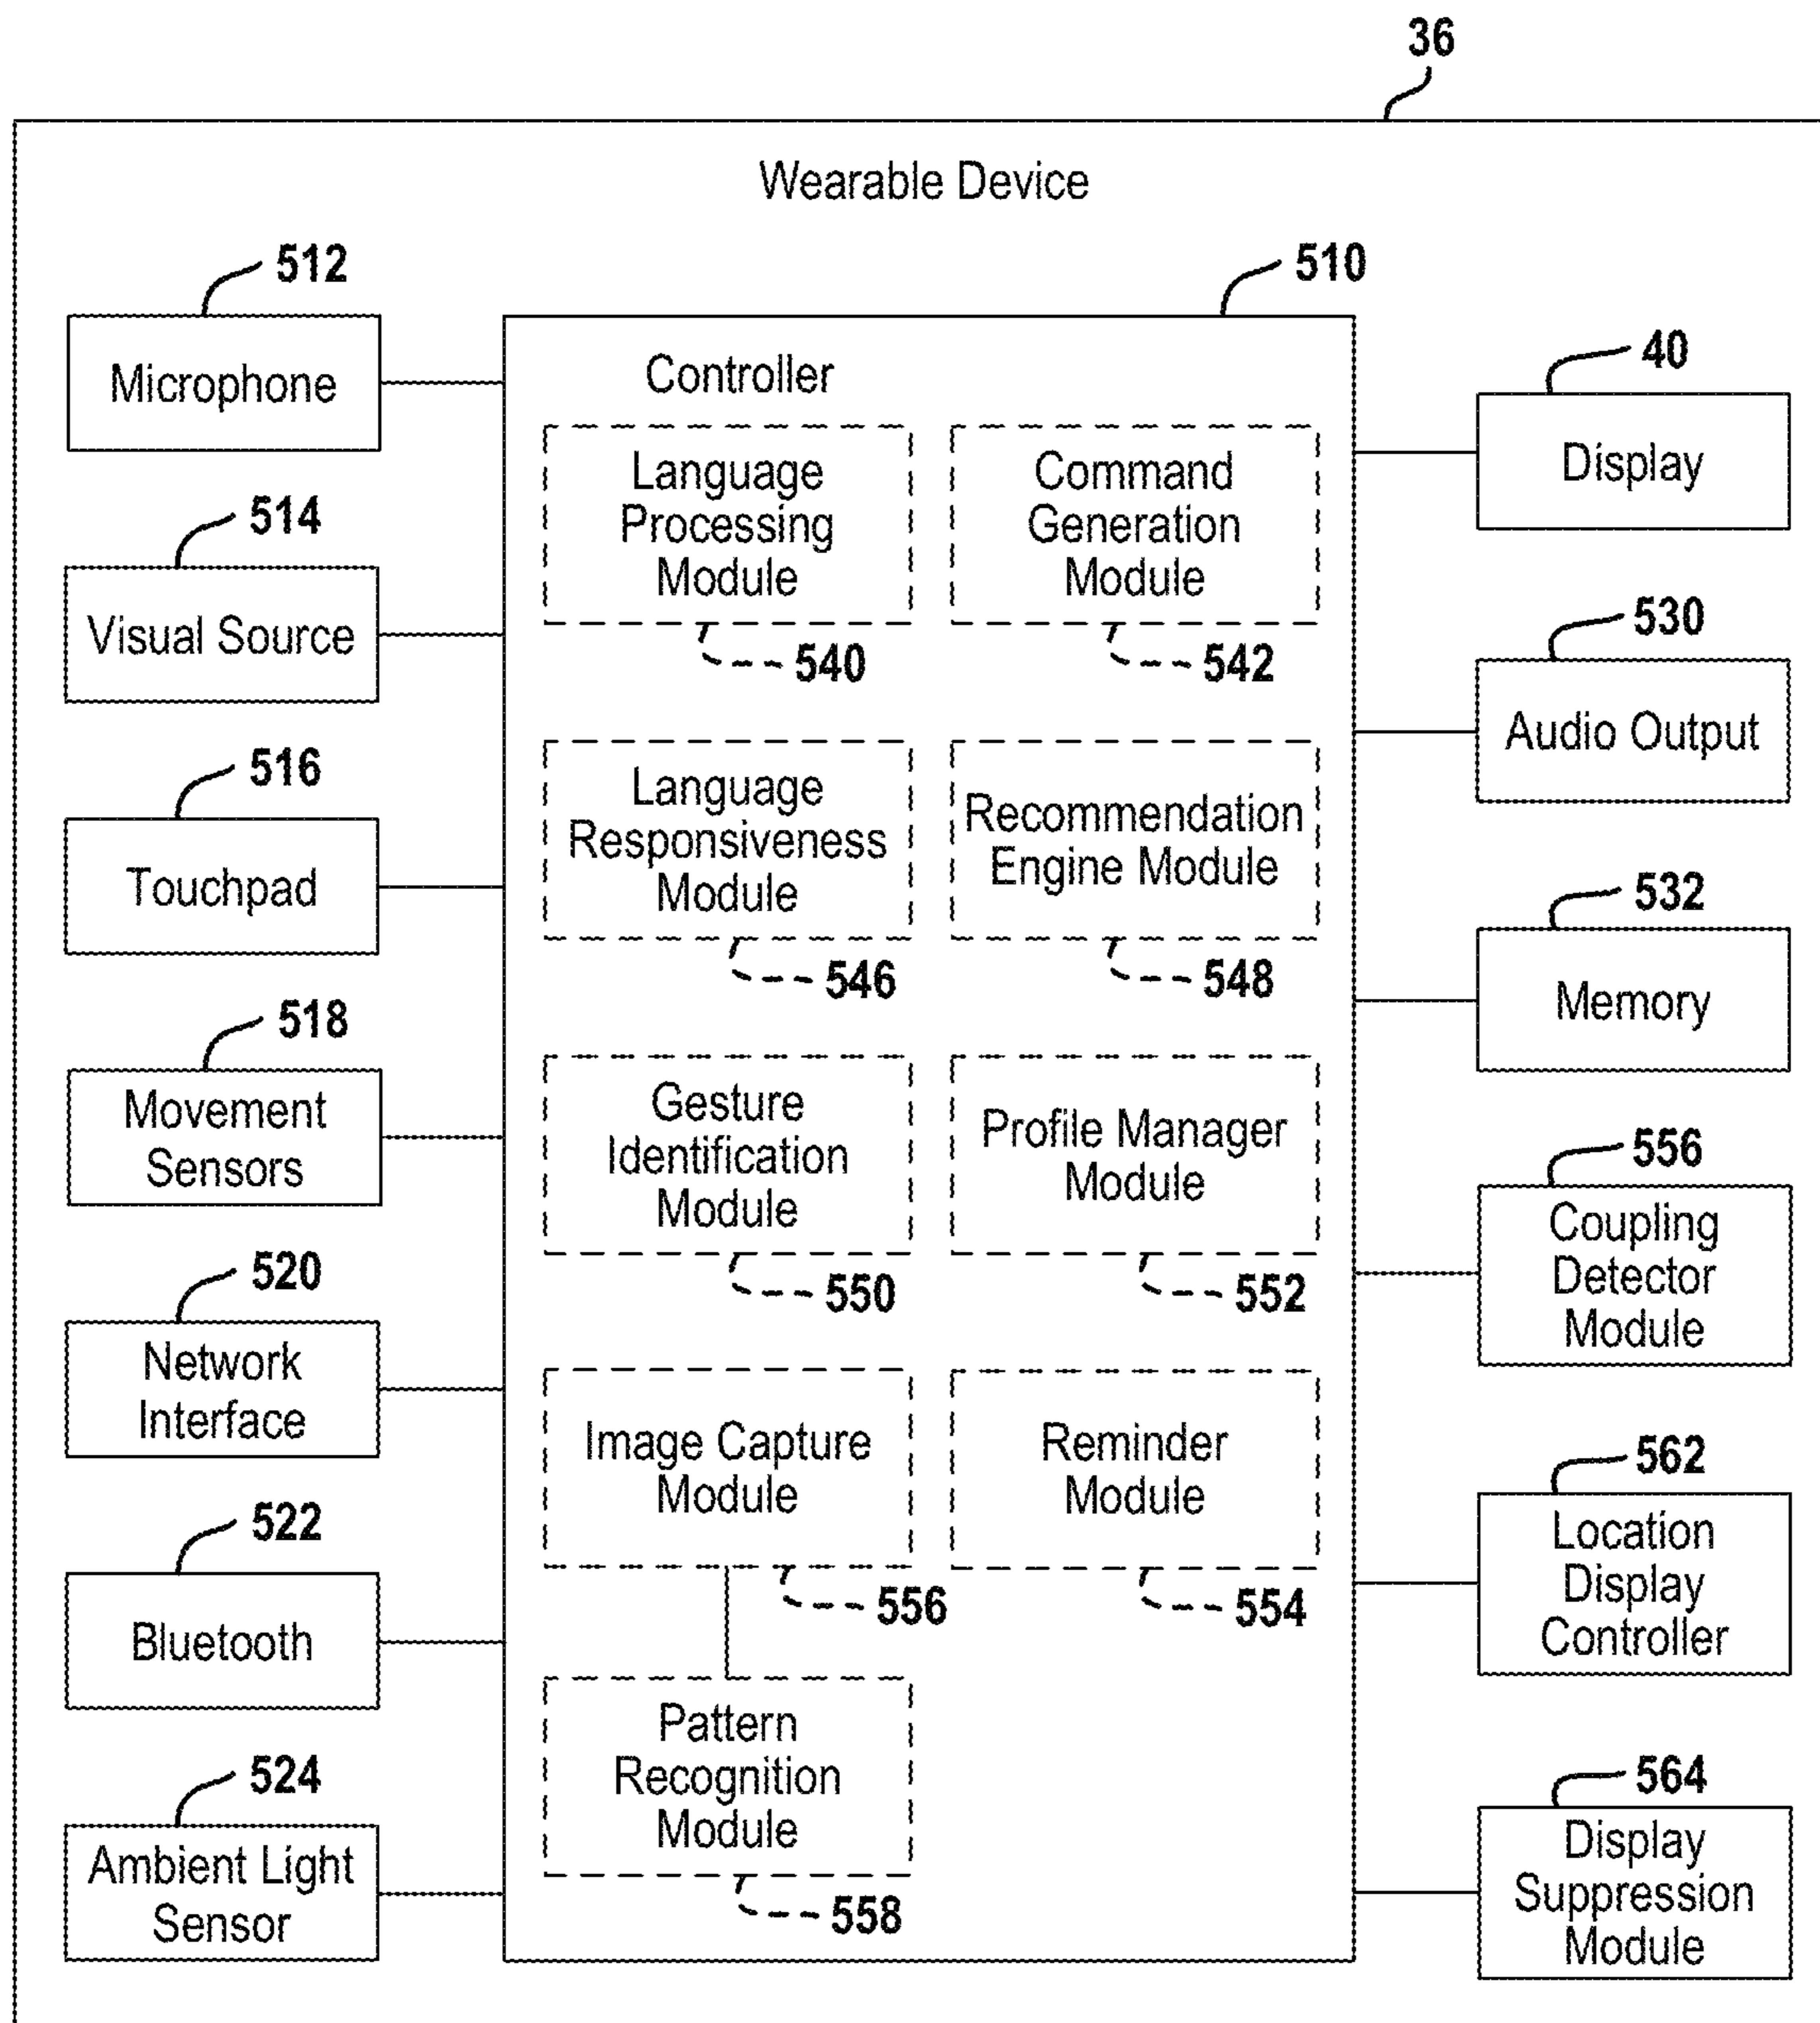 36
Wearable Device
512
Microphone
514
Visual Source
516
Touchpad
518
Movement
Sensors
520
Network
Interface
522
Bluetooth
524
Ambient Light
Sensor
510
Controller
Language
Processing
Module
540
Command
Generation
Module
542
Language
Responsiveness
Module
546
Recommendation
Engine Module
548
Gesture
Identification
Module
550
Profile Manager
Module
552
Image Capture
Module
556
Reminder
Module
554
Pattern
Recognition
Module
558
40
Display
530
Audio Output
532
Memory
556
Coupling
Detector
Module
562
Location
Display
Controller
564
Display
Suppression
Module